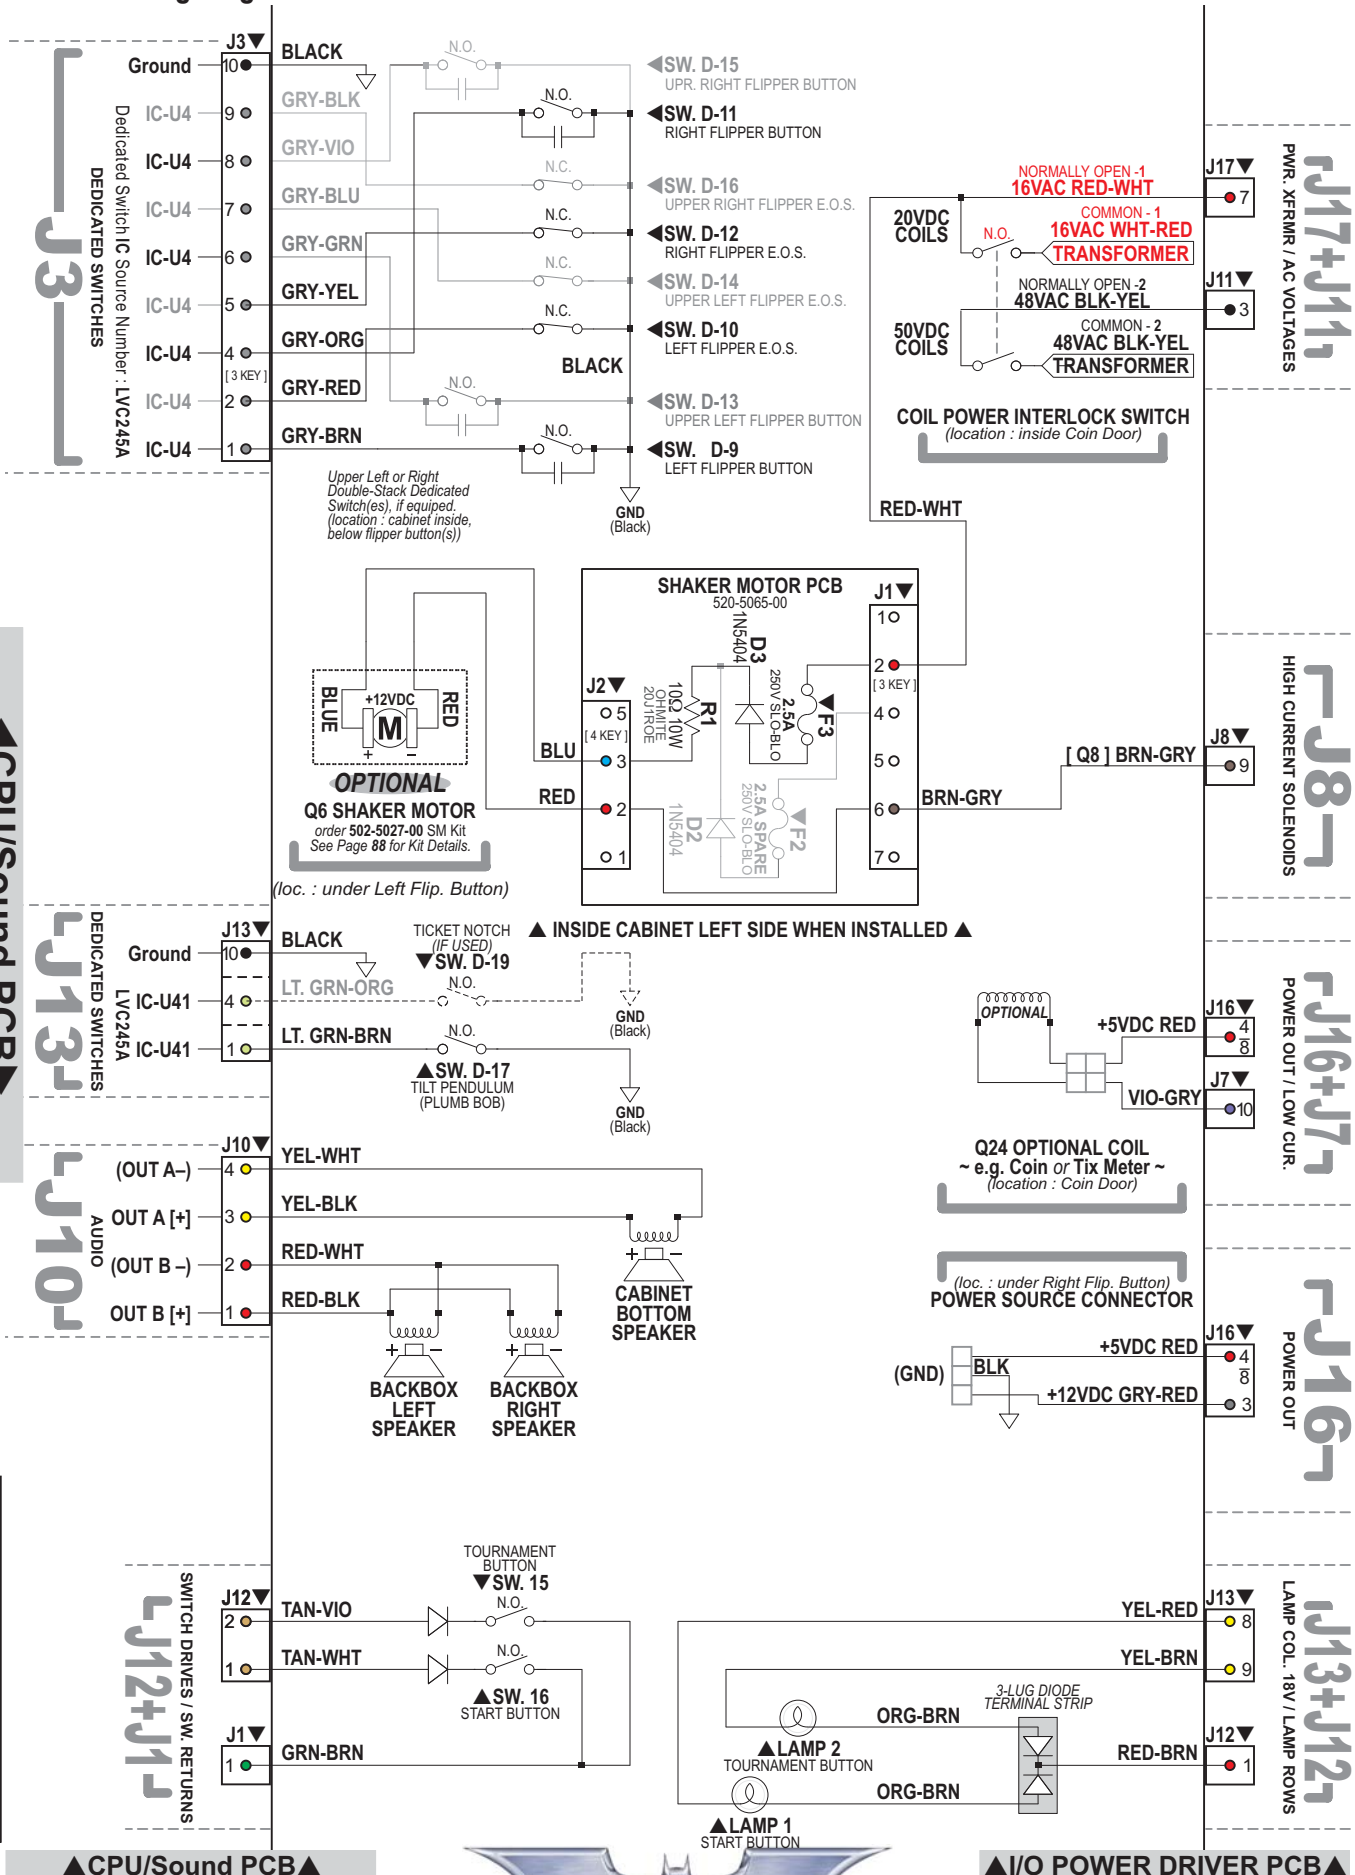 J3▼
BLACK
Ground
10
GRY-BLK
IC-U4
9
GRY-VIO
IC-U4
8
GRY-BLU
IC-U4
7
GRY-GRN
IC-U4
6
GRY-YEL
IC-U4
5
GRY-ORG
IC-U4
4
[ 3 KEY ]
GRY-RED
IC-U4
2
GRY-BRN
IC-U4
1
J3
DEDICATED SWITCHES
Dedicated Switch IC Source Number : LVC245A
N.O.
◀SW. D-15
UPR. RIGHT FLIPPER BUTTON
N.O.
◀SW. D-11
RIGHT FLIPPER BUTTON
N.C.
◀SW. D-16
UPPER RIGHT FLIPPER E.O.S.
N.C.
◀SW. D-12
RIGHT FLIPPER E.O.S.
N.C.
◀SW. D-14
UPPER LEFT FLIPPER E.O.S.
N.C.
◀SW. D-10
LEFT FLIPPER E.O.S.
BLACK
N.O.
◀SW. D-13
UPPER LEFT FLIPPER BUTTON
N.O.
◀SW. D-9
LEFT FLIPPER BUTTON
GND
(Black)
Upper Left or Right
Double-Stack Dedicated
Switch(es), if equiped.
(location : cabinet inside,
below flipper button(s))
NORMALLY OPEN -1
16VAC RED-WHT
J17▼
7
20VDC
COILS
N.O.
COMMON - 1
16VAC WHT-RED
TRANSFORMER
NORMALLY OPEN -2
48VAC BLK-YEL
J11▼
3
50VDC
COILS
COMMON - 2
48VAC BLK-YEL
TRANSFORMER
COIL POWER INTERLOCK SWITCH
(location : inside Coin Door)
PWR. XFRMR / AC VOLTAGES
J17+J11
RED-WHT
SHAKER MOTOR PCB
520-5065-00
J1▼
1
2
[ 3 KEY ]
4
5
6
7
D3
1N5404
F3
2.5A
250V SLO-BLO
R1
10Ω 10W
OHMITE
20J1ROE
F2
2.5A SPARE
250V SLO-BLO
D2
1N5404
J2▼
5
[ 4 KEY ]
3
2
1
BLU
RED
BLUE
+12VDC
M
+ −
RED
OPTIONAL
Q6 SHAKER MOTOR
order 502-5027-00 SM Kit
See Page 88 for Kit Details.
(loc. : under Left Flip. Button)
BRN-GRY
[ Q8 ] BRN-GRY
J8▼
9
HIGH CURRENT SOLENOIDS
J8
▲ INSIDE CABINET LEFT SIDE WHEN INSTALLED ▲
◀CPU/Sound PCB▶
J13
DEDICATED SWITCHES
LVC245A
J13▼
Ground
10
BLACK
IC-U41
4
LT. GRN-ORG
IC-U41
1
LT. GRN-BRN
TICKET NOTCH
(IF USED)
▼SW. D-19
N.O.
GND
(Black)
N.O.
▲SW. D-17
TILT PENDULUM
(PLUMB BOB)
GND
(Black)
OPTIONAL
+5VDC RED
J16▼
4
8
VIO-GRY
J7▼
10
Q24 OPTIONAL COIL
~ e.g. Coin or Tix Meter ~
(location : Coin Door)
POWER OUT / LOW CUR.
J16+J7
J10
AUDIO
J10▼
(OUT A–)
4
YEL-WHT
OUT A [+]
3
YEL-BLK
(OUT B –)
2
RED-WHT
OUT B [+]
1
RED-BLK
+ −
CABINET
BOTTOM
SPEAKER
+ −
BACKBOX
LEFT
SPEAKER
+ −
BACKBOX
RIGHT
SPEAKER
(loc. : under Right Flip. Button)
POWER SOURCE CONNECTOR
+5VDC RED
J16▼
4
8
(GND)
BLK
+12VDC GRY-RED
3
POWER OUT
J16
SWITCH DRIVES / SW. RETURNS
J12+J1
J12▼
2
TAN-VIO
1
TAN-WHT
J1▼
1
GRN-BRN
TOURNAMENT
BUTTON
▼SW. 15
N.O.
N.O.
▲SW. 16
START BUTTON
YEL-RED
J13▼
8
YEL-BRN
9
3-LUG DIODE
TERMINAL STRIP
ORG-BRN
▲LAMP 2
TOURNAMENT BUTTON
RED-BRN
J12▼
1
ORG-BRN
▲LAMP 1
START BUTTON
LAMP COL. 18V / LAMP ROWS
J13+J12
▲CPU/Sound PCB▲
▲I/O POWER DRIVER PCB▲